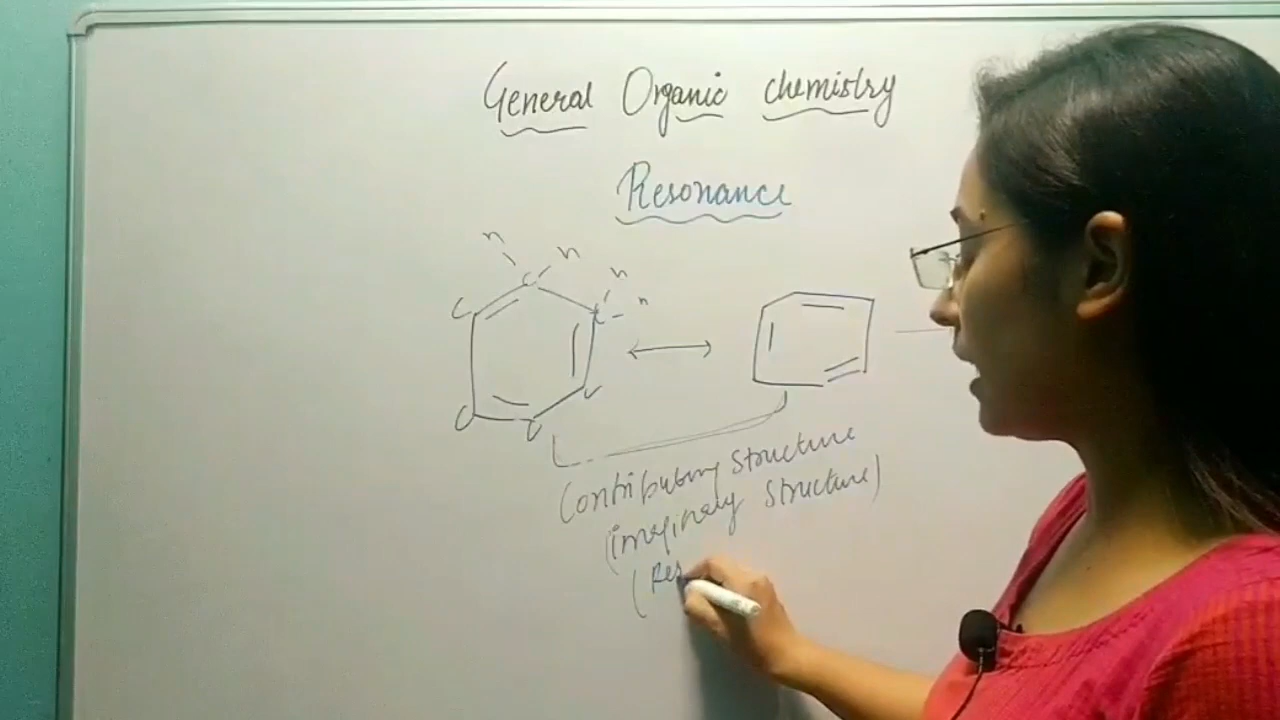 General Organic chemistry
Resonance
n n
n
C C
n
C
C
C C
Contributing Structure
(imaginary Structure)
(Res